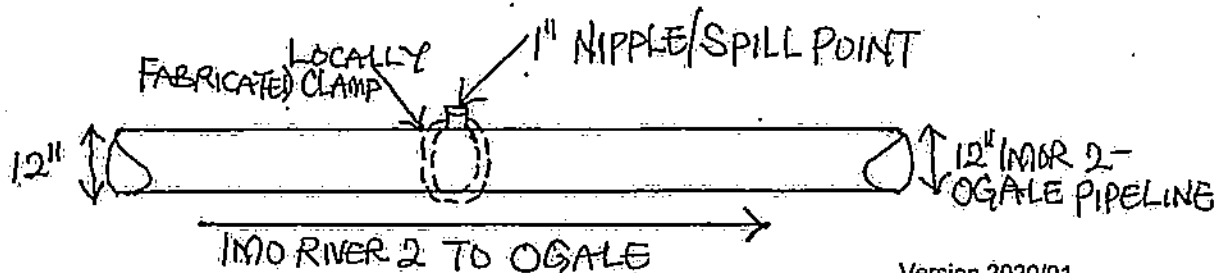 1" NIPPLE/SPILL POINT
LOCALLY
FABRICATED CLAMP
12"
12" IMOR 2-
OGALE PIPELINE
IMO RIVER 2 TO OGALE
Version 2020/01